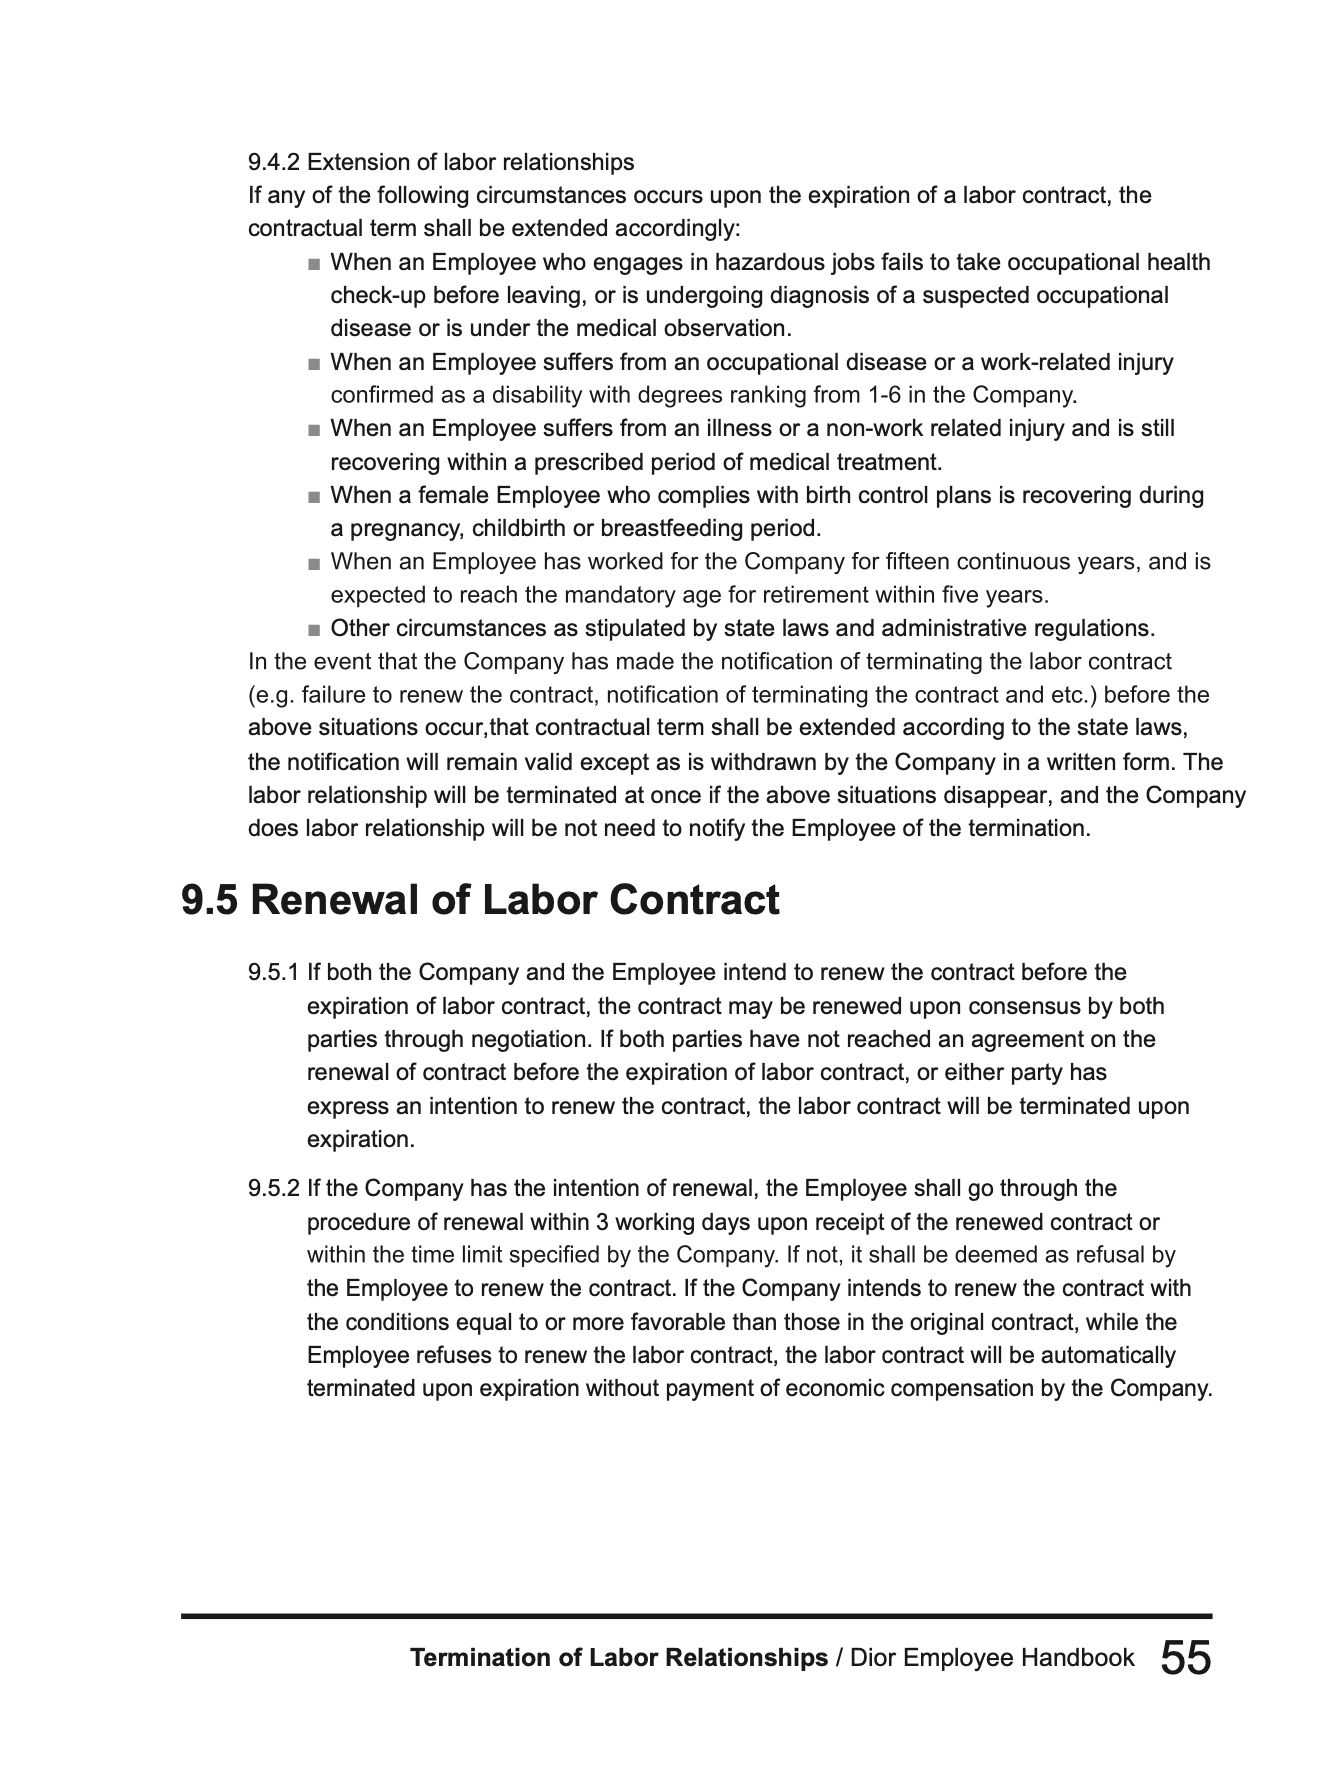 9.4.2 Extension of labor relationships
If any of the following circumstances occurs upon the expiration of a labor contract, the
contractual term shall be extended accordingly:
■ When an Employee who engages in hazardous jobs fails to take occupational health
check-up before leaving, or is undergoing diagnosis of a suspected occupational
disease or is under the medical observation.
■ When an Employee suffers from an occupational disease or a work-related injury
confirmed as a disability with degrees ranking from 1-6 in the Company.
■ When an Employee suffers from an illness or a non-work related injury and is still
recovering within a prescribed period of medical treatment.
■ When a female Employee who complies with birth control plans is recovering during
a pregnancy, childbirth or breastfeeding period.
■ When an Employee has worked for the Company for fifteen continuous years, and is
expected to reach the mandatory age for retirement within five years.
■ Other circumstances as stipulated by state laws and administrative regulations.
In the event that the Company has made the notification of terminating the labor contract
(e.g. failure to renew the contract, notification of terminating the contract and etc.) before the
above situations occur,that contractual term shall be extended according to the state laws,
the notification will remain valid except as is withdrawn by the Company in a written form. The
labor relationship will be terminated at once if the above situations disappear, and the Company
does labor relationship will be not need to notify the Employee of the termination.
9.5 Renewal of Labor Contract
9.5.1 If both the Company and the Employee intend to renew the contract before the
expiration of labor contract, the contract may be renewed upon consensus by both
parties through negotiation. If both parties have not reached an agreement on the
renewal of contract before the expiration of labor contract, or either party has
express an intention to renew the contract, the labor contract will be terminated upon
expiration.
9.5.2 If the Company has the intention of renewal, the Employee shall go through the
procedure of renewal within 3 working days upon receipt of the renewed contract or
within the time limit specified by the Company. If not, it shall be deemed as refusal by
the Employee to renew the contract. If the Company intends to renew the contract with
the conditions equal to or more favorable than those in the original contract, while the
Employee refuses to renew the labor contract, the labor contract will be automatically
terminated upon expiration without payment of economic compensation by the Company.
Termination of Labor Relationships / Dior Employee Handbook 55